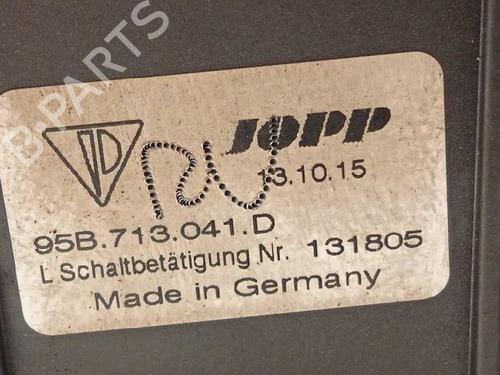 B.PARTS
JOPP
13.10.15
95B.713.041.D
L Schaltbetätigung Nr. 131805
Made in Germany